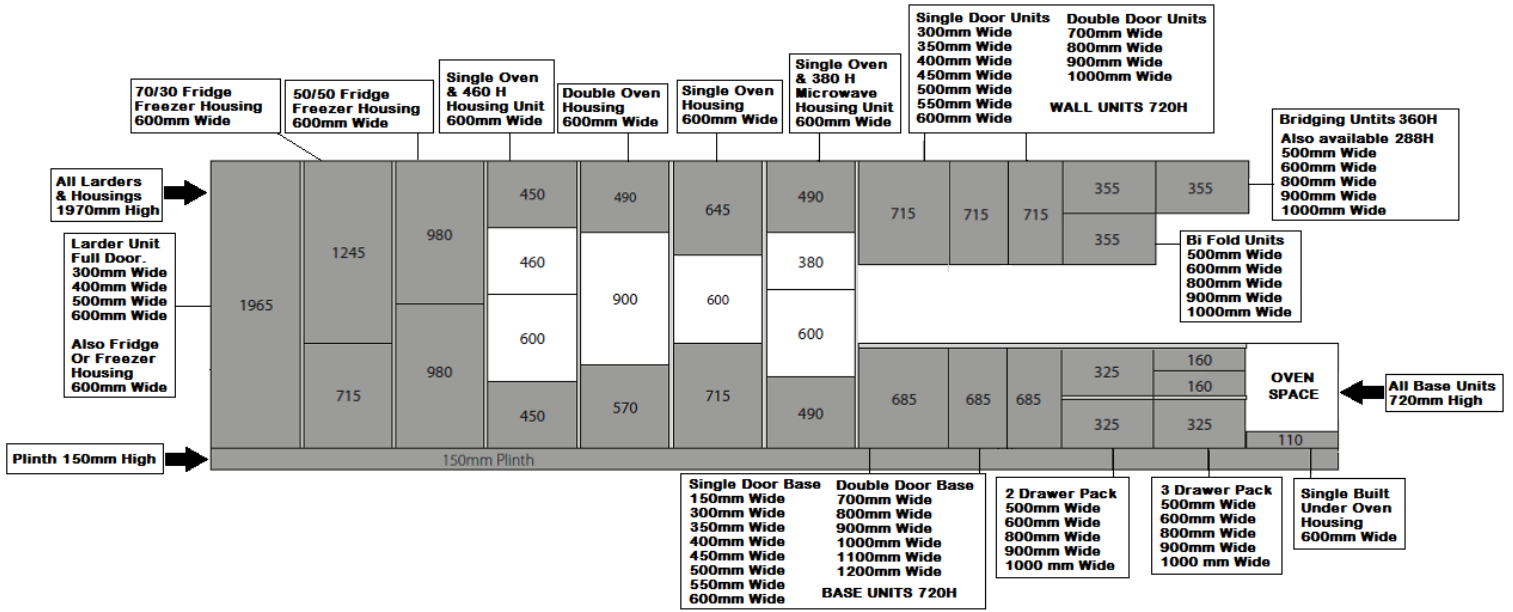 Single Door Units
300mm Wide
350mm Wide
400mm Wide
450mm Wide
500mm Wide
550mm Wide
600mm Wide
Double Door Units
700mm Wide
800mm Wide
900mm Wide
1000mm Wide
WALL UNITS 720H
70/30 Fridge
Freezer Housing
600mm Wide
50/50 Fridge
Freezer Housing
600mm Wide
Single Oven
& 460 H
Housing Unit
600mm Wide
Double Oven
Housing
600mm Wide
Single Oven
Housing
600mm Wide
Single Oven
& 380 H
Microwave
Housing Unit
600mm Wide
Bridging Untits 360H
Also available 288H
500mm Wide
600mm Wide
800mm Wide
900mm Wide
1000mm Wide
All Larders
& Housings
1970mm High
Larder Unit
Full Door.
300mm Wide
400mm Wide
500mm Wide
600mm Wide
Also Fridge
Or Freezer
Housing
600mm Wide
1965
1245
715
980
980
450
460
600
450
490
900
570
645
600
715
490
380
600
490
715
715
715
355
355
355
Bi Fold Units
500mm Wide
600mm Wide
800mm Wide
900mm Wide
1000mm Wide
685
685
685
325
325
160
160
325
OVEN
SPACE
110
All Base Units
720mm High
Plinth 150mm High
150mm Plinth
Single Door Base
150mm Wide
300mm Wide
350mm Wide
400mm Wide
450mm Wide
500mm Wide
550mm Wide
600mm Wide
Double Door Base
700mm Wide
800mm Wide
900mm Wide
1000mm Wide
1100mm Wide
1200mm Wide
BASE UNITS 720H
2 Drawer Pack
500mm Wide
600mm Wide
800mm Wide
900mm Wide
1000 mm Wide
3 Drawer Pack
500mm Wide
600mm Wide
800mm Wide
900mm Wide
1000 mm Wide
Single Built
Under Oven
Housing
600mm Wide